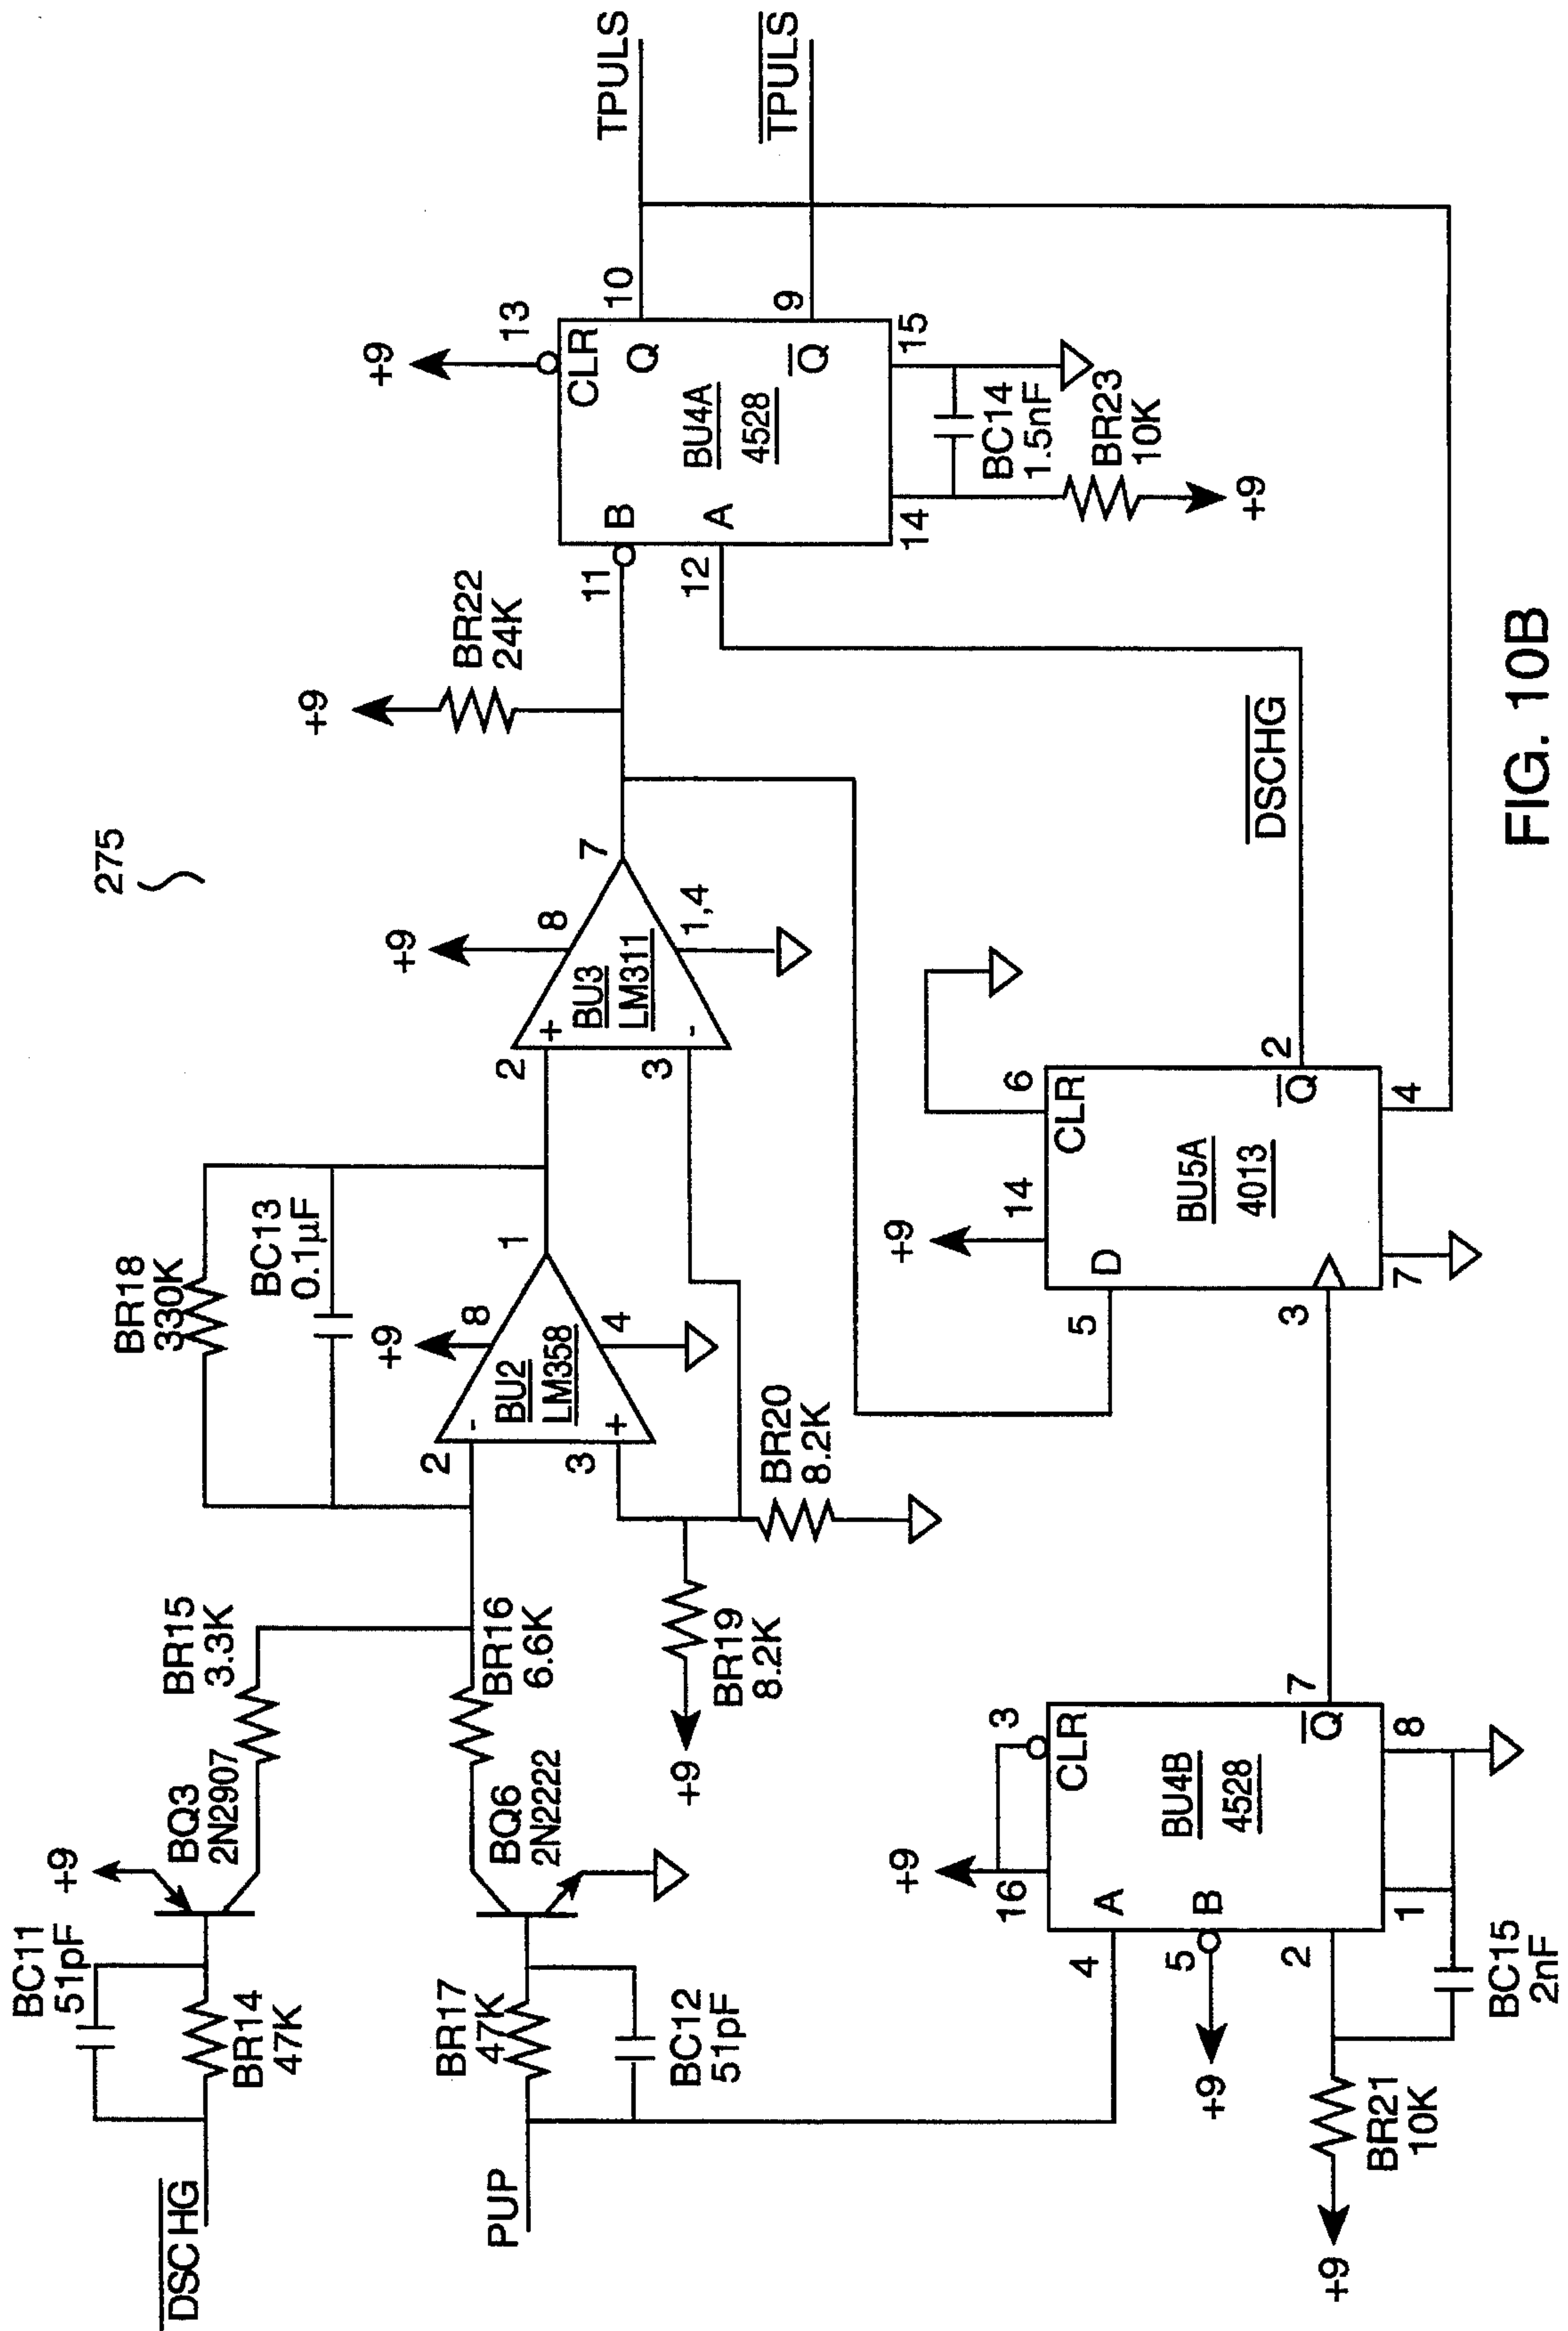 275
BC11
51pF
BR14
47K
D̅S̅C̅H̅G̅
+9
BQ3
2N2907
BR15
3.3K
BR18
330K
BC13
0.1µF
PUP
BR17
47K
BC12
51pF
BQ6
2N2222
BR16
6.6K
2
-
3
+
BU2
LM358
+9
8
4
1
BR19
8.2K
+9
BR20
8.2K
2
+
3
-
BU3
LM311
+9
8
1,4
7
+9
BR22
24K
11
B
12
A
BU4A
4528
+9
13
CLR
Q
10
Q̅
9
14
15
BC14
1.5nF
BR23
10K
+9
TPULS
T̅P̅U̅L̅S̅
+9
16
3
CLR
4
A
5
B
+9
2
BU4B
4528
Q̅
7
1
8
BC15
2nF
BR21
10K
+9
+9
14
6
CLR
5
D
3
BU5A
4013
Q̅
2
7
4
D̅S̅C̅H̅G̅
FIG. 10B